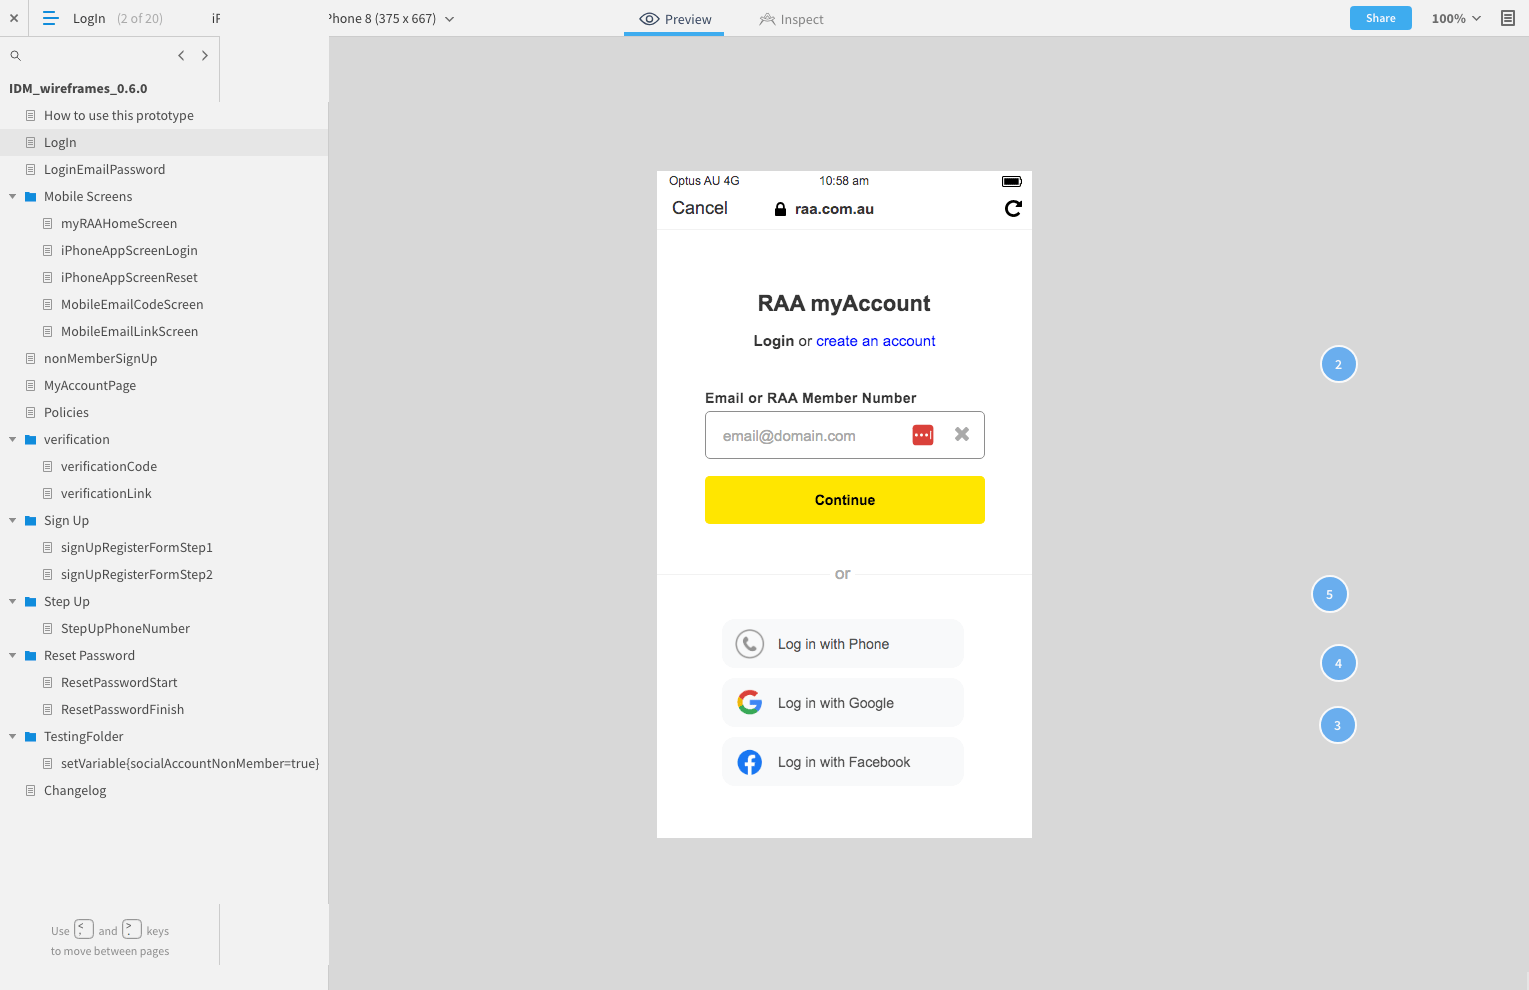 LogIn (2 of 20)
Phone 8 (375 x 667)
Preview
Inspect
Share
100%
IDM_wireframes_0.6.0
How to use this prototype
LogIn
LoginEmailPassword
Mobile Screens
myRAAHomeScreen
iPhoneAppScreenLogin
iPhoneAppScreenReset
MobileEmailCodeScreen
MobileEmailLinkScreen
nonMemberSignUp
MyAccountPage
Policies
verification
verificationCode
verificationLink
Sign Up
signUpRegisterFormStep1
signUpRegisterFormStep2
Step Up
StepUpPhoneNumber
Reset Password
ResetPasswordStart
ResetPasswordFinish
TestingFolder
setVariable{socialAccountNonMember=true}
Changelog
Use < , and > . keys
to move between pages
Optus AU 4G 10:58 am
Cancel raa.com.au
RAA myAccount
Login or create an account
Email or RAA Member Number
email@domain.com
Continue
or
Log in with Phone
Log in with Google
Log in with Facebook
2
5
4
3